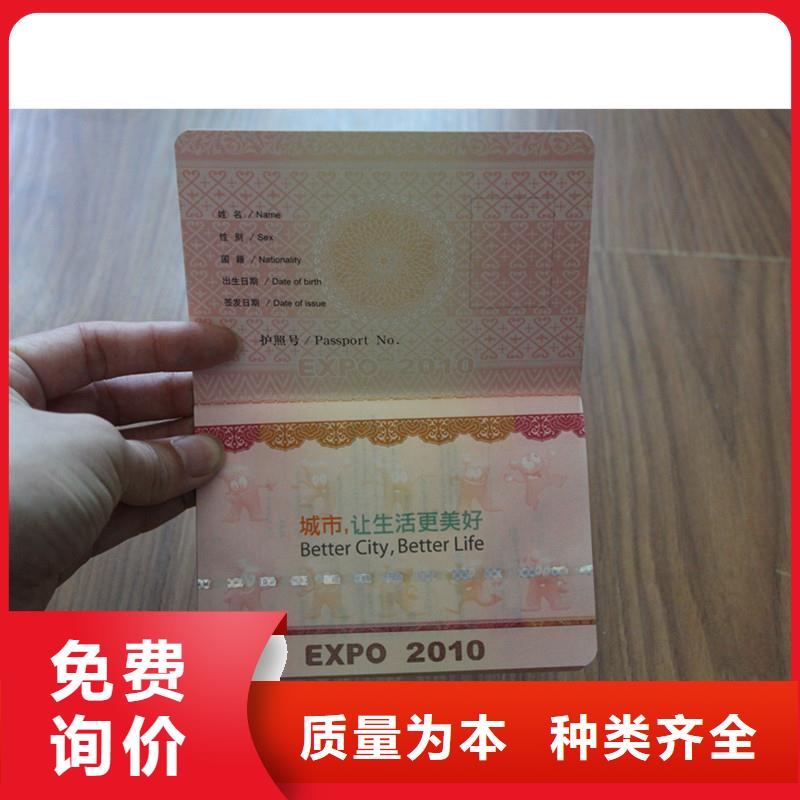 姓 名 / Name
性 别 / Sex
国 籍 / Nationality
出生日期 / Date of birth
签发日期 / Date of issue
护照号 / Passport No.
EXPO 2010
城市,让生活更美好
Better City, Better Life
EXPO 2010
免费
询价
质量为本 种类齐全